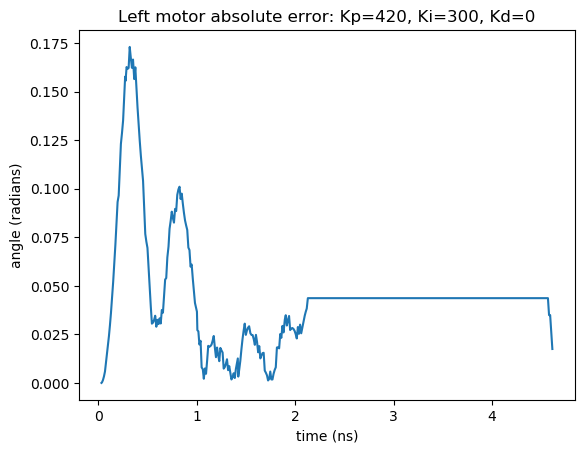 Left motor absolute error: Kp=420, Ki=300, Kd=0
angle (radians)
0.175
0.150
0.125
0.100
0.075
0.050
0.025
0.000
0 1 2 3 4
time (ns)